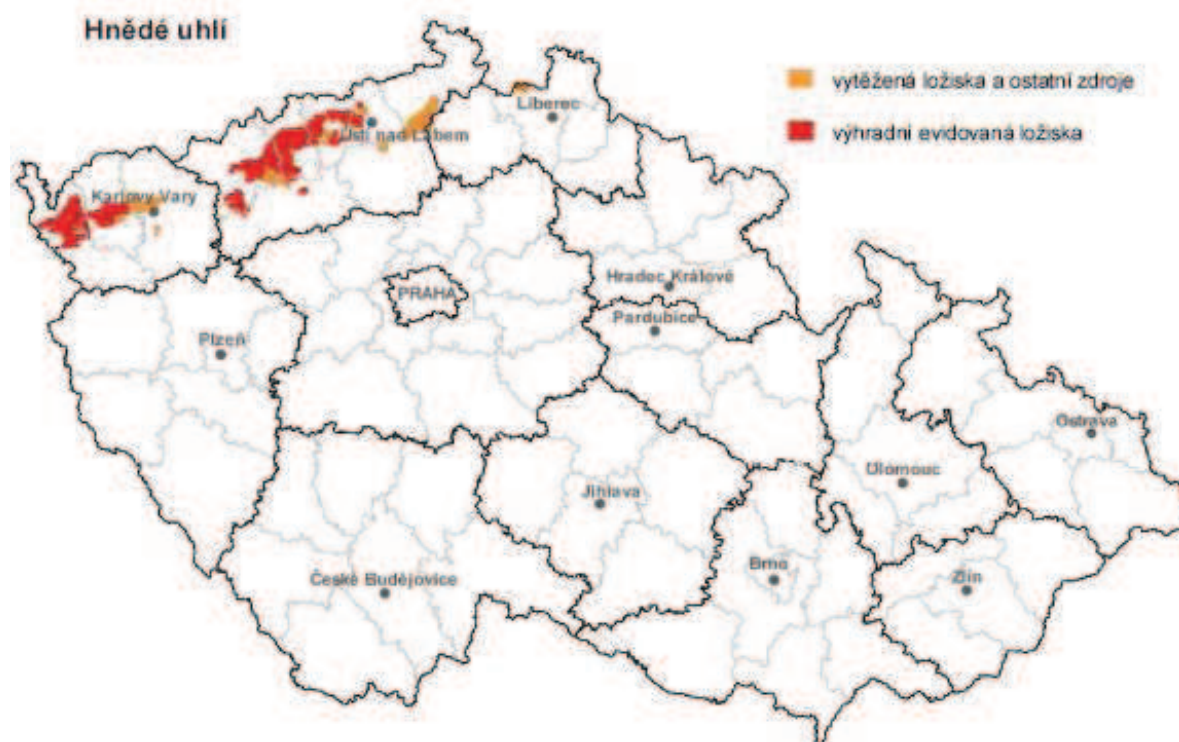 Hnědé uhlí
vytěžená ložiska a ostatní zdroje
výhradní evidovaná ložiska
Liberec
Ústí nad Labem
Karlovy Vary
Hradec Králové
PRAHA
Pardubice
Plzeň
Ostrava
Olomouc
Jihlava
Brno
Zlín
České Budějovice